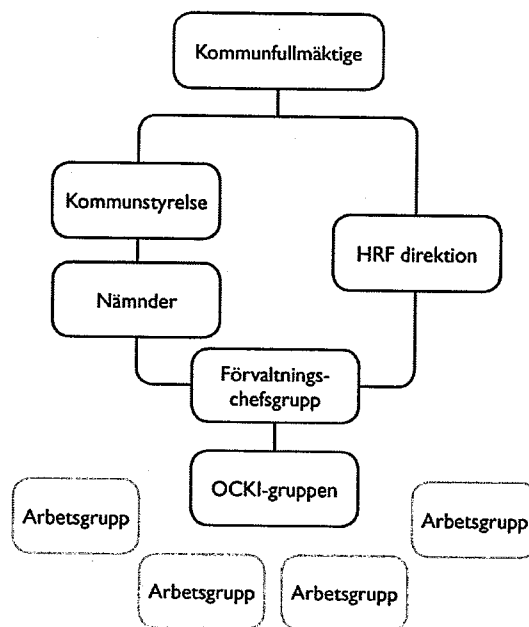 Kommunfullmäktige
Kommunstyrelse
HRF direktion
Nämnder
Förvaltnings-
chefsgrupp
OCKI-gruppen
Arbetsgrupp
Arbetsgrupp
Arbetsgrupp
Arbetsgrupp